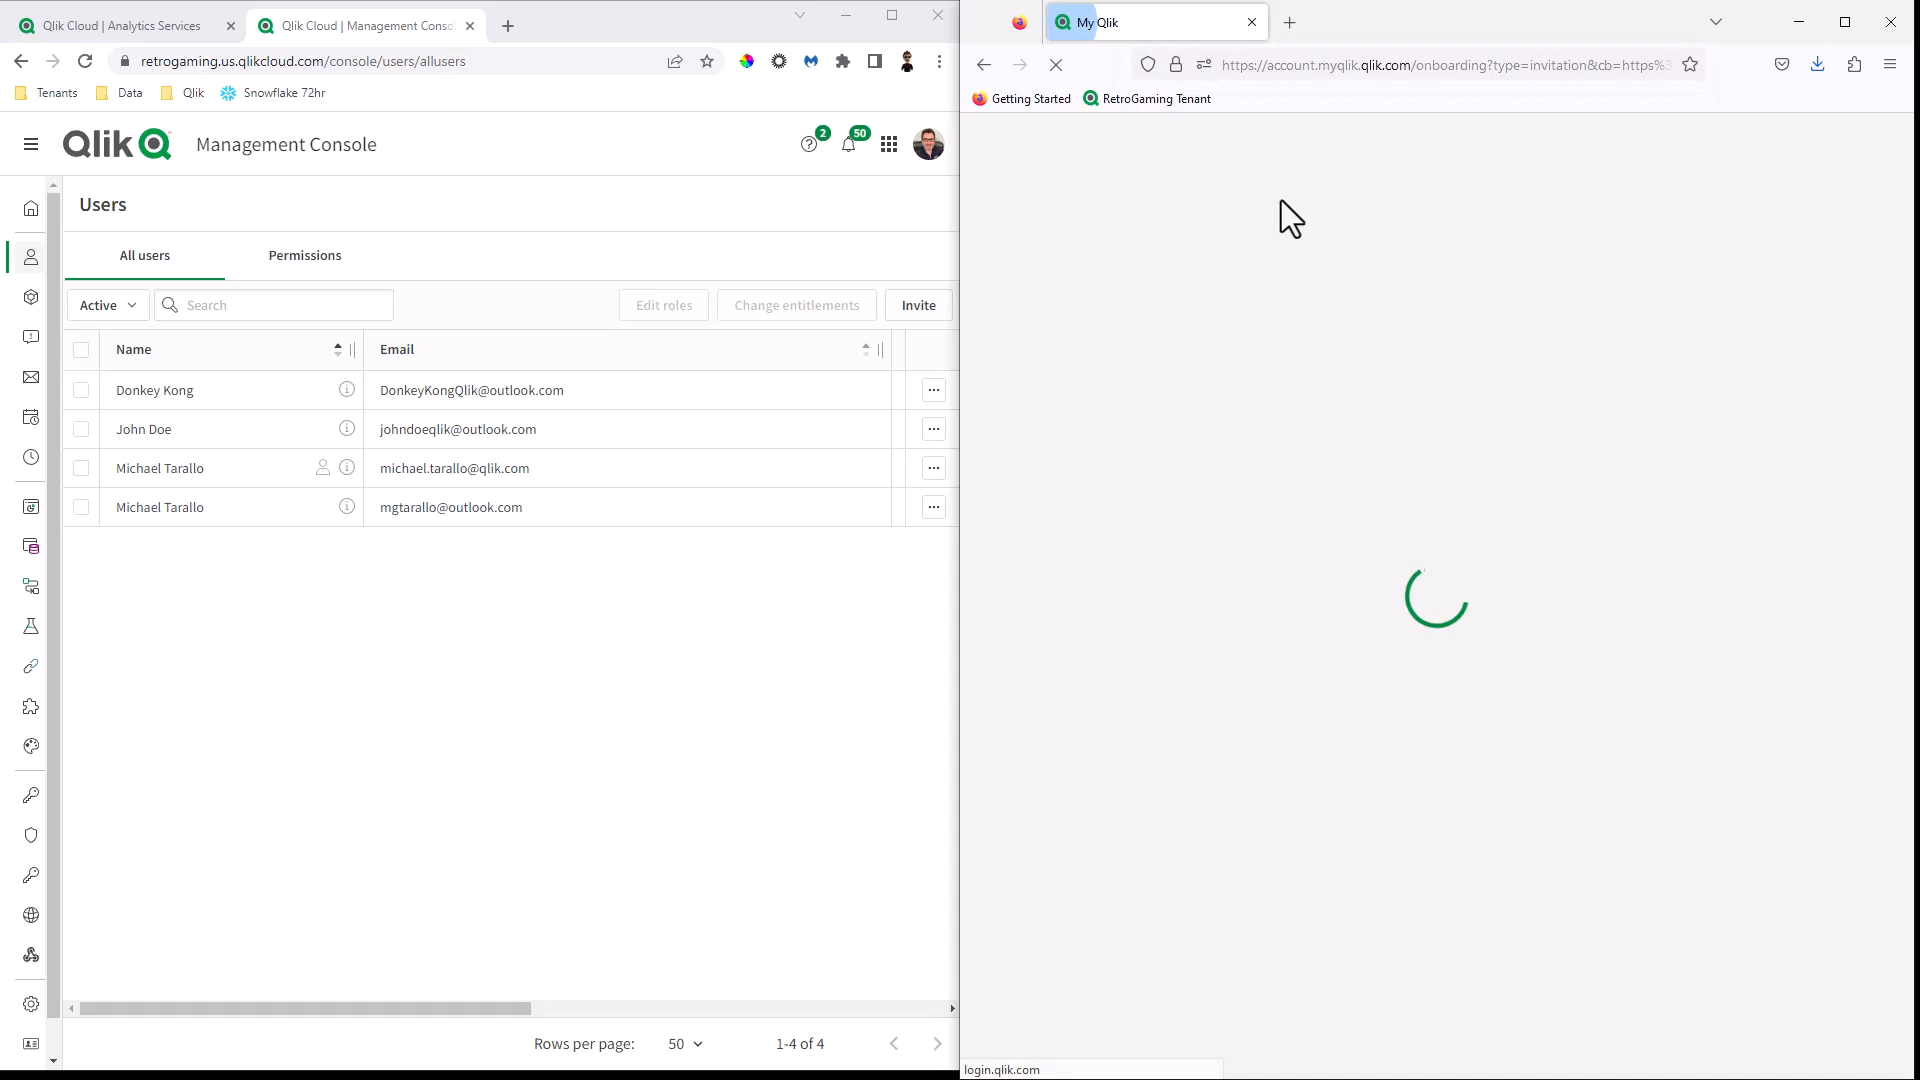 Qlik Cloud | Analytics Services
Qlik Cloud | Management Conso
retrogaming.us.qlikcloud.com/console/users/allusers
Tenants
Data
Qlik
Snowflake 72hr
Qlik
Management Console
2
50
Users
All users
Permissions
Active
Search
Edit roles
Change entitlements
Invite
Name
Email
Donkey Kong
DonkeyKongQlik@outlook.com
John Doe
johndoeqlik@outlook.com
Michael Tarallo
michael.tarallo@qlik.com
Michael Tarallo
mgtarallo@outlook.com
Rows per page:
50
1-4 of 4
My Qlik
https://account.myqlik.qlik.com/onboarding?type=invitation&cb=https%3
Getting Started
RetroGaming Tenant
login.qlik.com